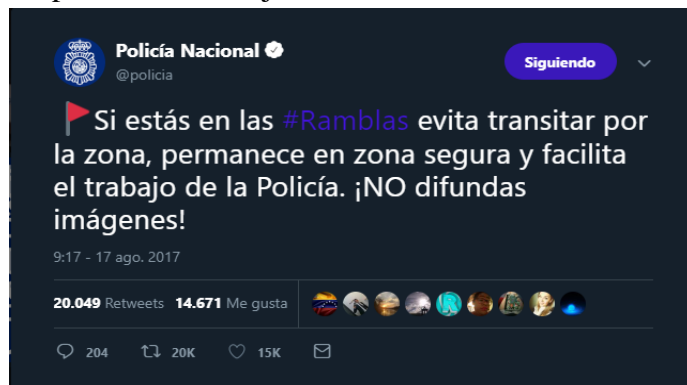 Policía Nacional
@policia
Siguiendo
Si estás en las #Ramblas evita transitar por
la zona, permanece en zona segura y facilita
el trabajo de la Policía. ¡NO difundas
imágenes!
9:17 - 17 ago. 2017
20.049 Retweets 14.671 Me gusta
204 20K 15K